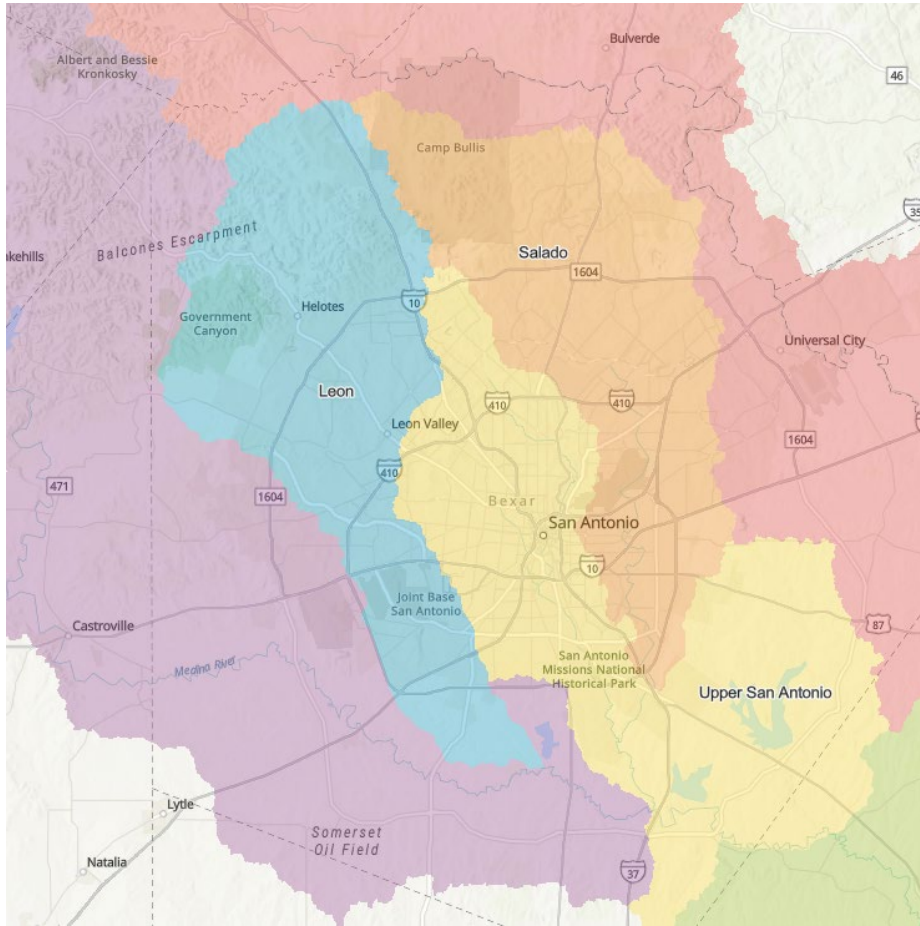 Bulverde
Albert and Bessie
Kronkosky
46
Camp Bullis
35
Balcones Escarpment
Salado
kehills
1604
10
Helotes
Government
Canyon
Universal City
Leon
410
410
Leon Valley
1604
410
471
1604
Bexar
San Antonio
10
Joint Base
San Antonio
Castroville
87
Medina River
San Antonio
Missions National
Historical Park
Upper San Antonio
Lytle
Somerset
Oil Field
Natalia
37